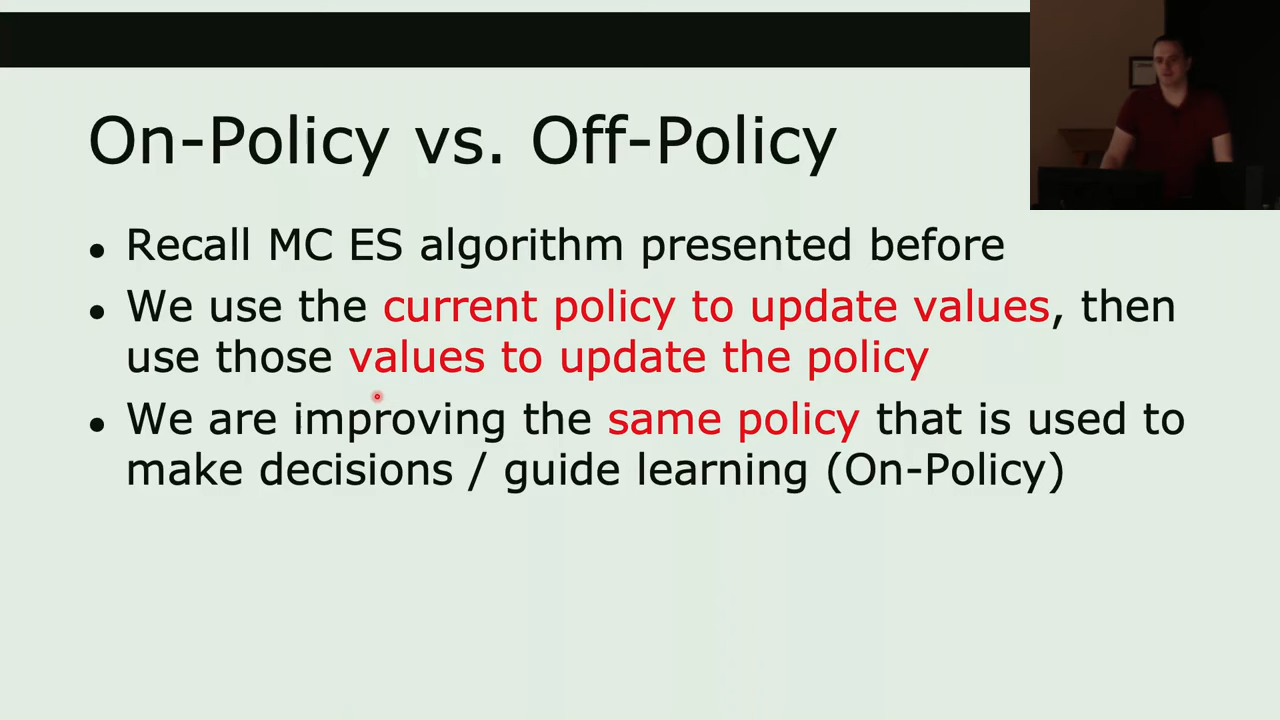 On-Policy vs. Off-Policy
• Recall MC ES algorithm presented before
• We use the current policy to update values, then
use those values to update the policy
• We are improving the same policy that is used to
make decisions / guide learning (On-Policy)